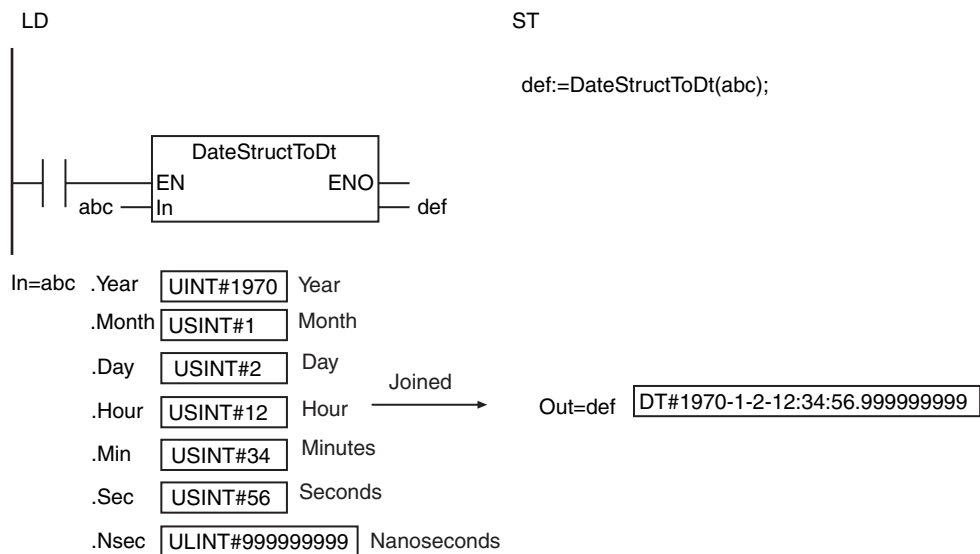 LD
ST
def:=DateStructToDt(abc);
DateStructToDt
EN ENO
abc In def
In=abc .Year UINT#1970 Year
.Month USINT#1 Month
.Day USINT#2 Day
Joined
.Hour USINT#12 Hour
Out=def DT#1970-1-2-12:34:56.999999999
.Min USINT#34 Minutes
.Sec USINT#56 Seconds
.Nsec ULINT#999999999 Nanoseconds